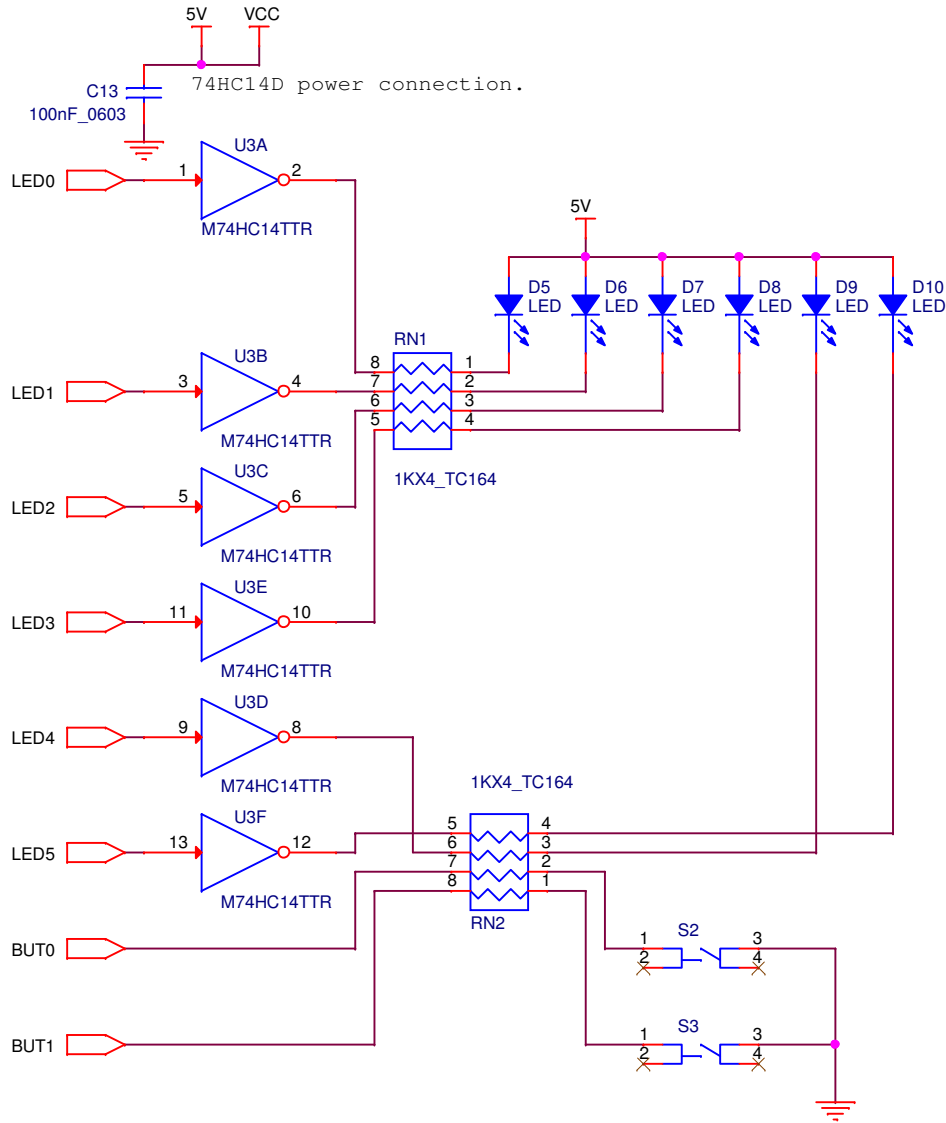 5V VCC
74HC14D power connection.
C13
100nF_0603
U3A
LED0 1 2
M74HC14TTR
5V
D5 D6 D7 D8 D9 D10
LED LED LED LED LED LED
RN1
U3B
8 1
LED1 3 4 7 2
6 3
5 4
M74HC14TTR
U3C
1KX4_TC164
LED2 5 6
M74HC14TTR
U3E
LED3 11 10
M74HC14TTR
U3D
LED4 9 8
M74HC14TTR
1KX4_TC164
U3F
5 4
LED5 13 12 6 3
7 2
8 1
M74HC14TTR
RN2
S2
BUT0 1 3
2 4
S3
BUT1 1 3
2 4